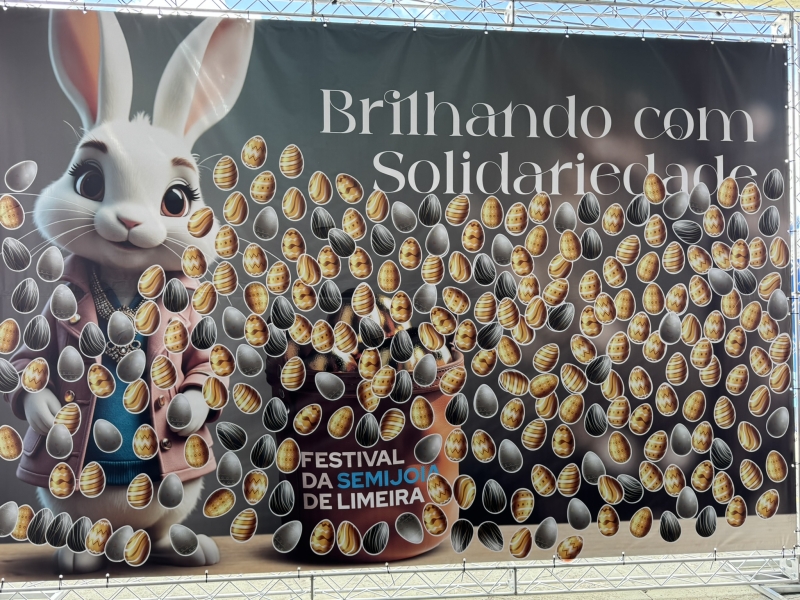 Brilhando com
Solidariedade
FESTIVAL
DA SEMIJOIA
DE LIMEIRA